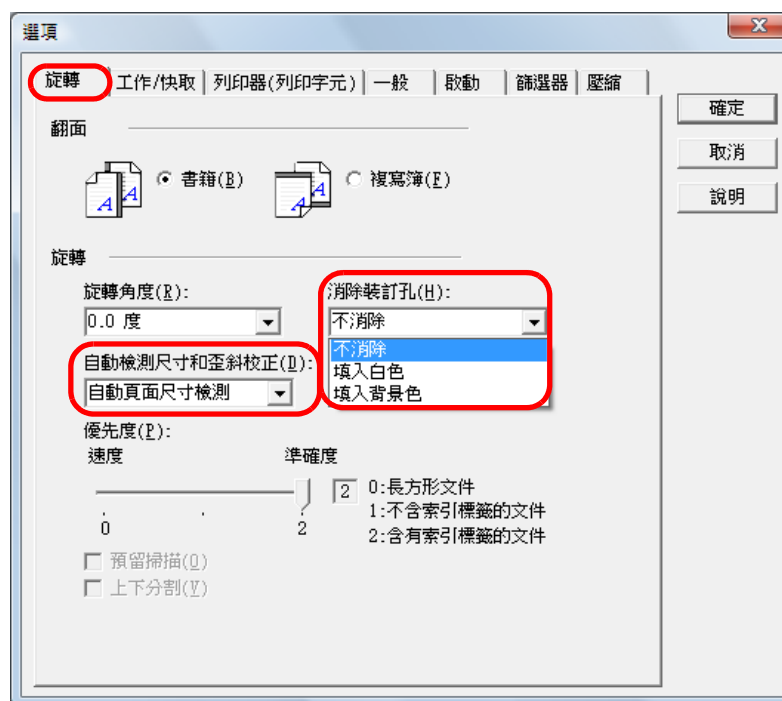 選項
旋轉 工作/快取 列印器(列印字元) 一般 啟動 篩選器 壓縮
確定
取消
說明
翻面
A A 書籍(B) A A 複寫簿(F)
旋轉
旋轉角度(R): 消除裝訂孔(H):
0.0 度 不消除
不消除
填入白色
填入背景色
自動檢測尺寸和歪斜校正(D):
自動頁面尺寸檢測
優先度(P):
速度 準確度
2 0:長方形文件
1:不含索引標籤的文件
0 2 2:含有索引標籤的文件
預留掃描(O)
上下分割(V)